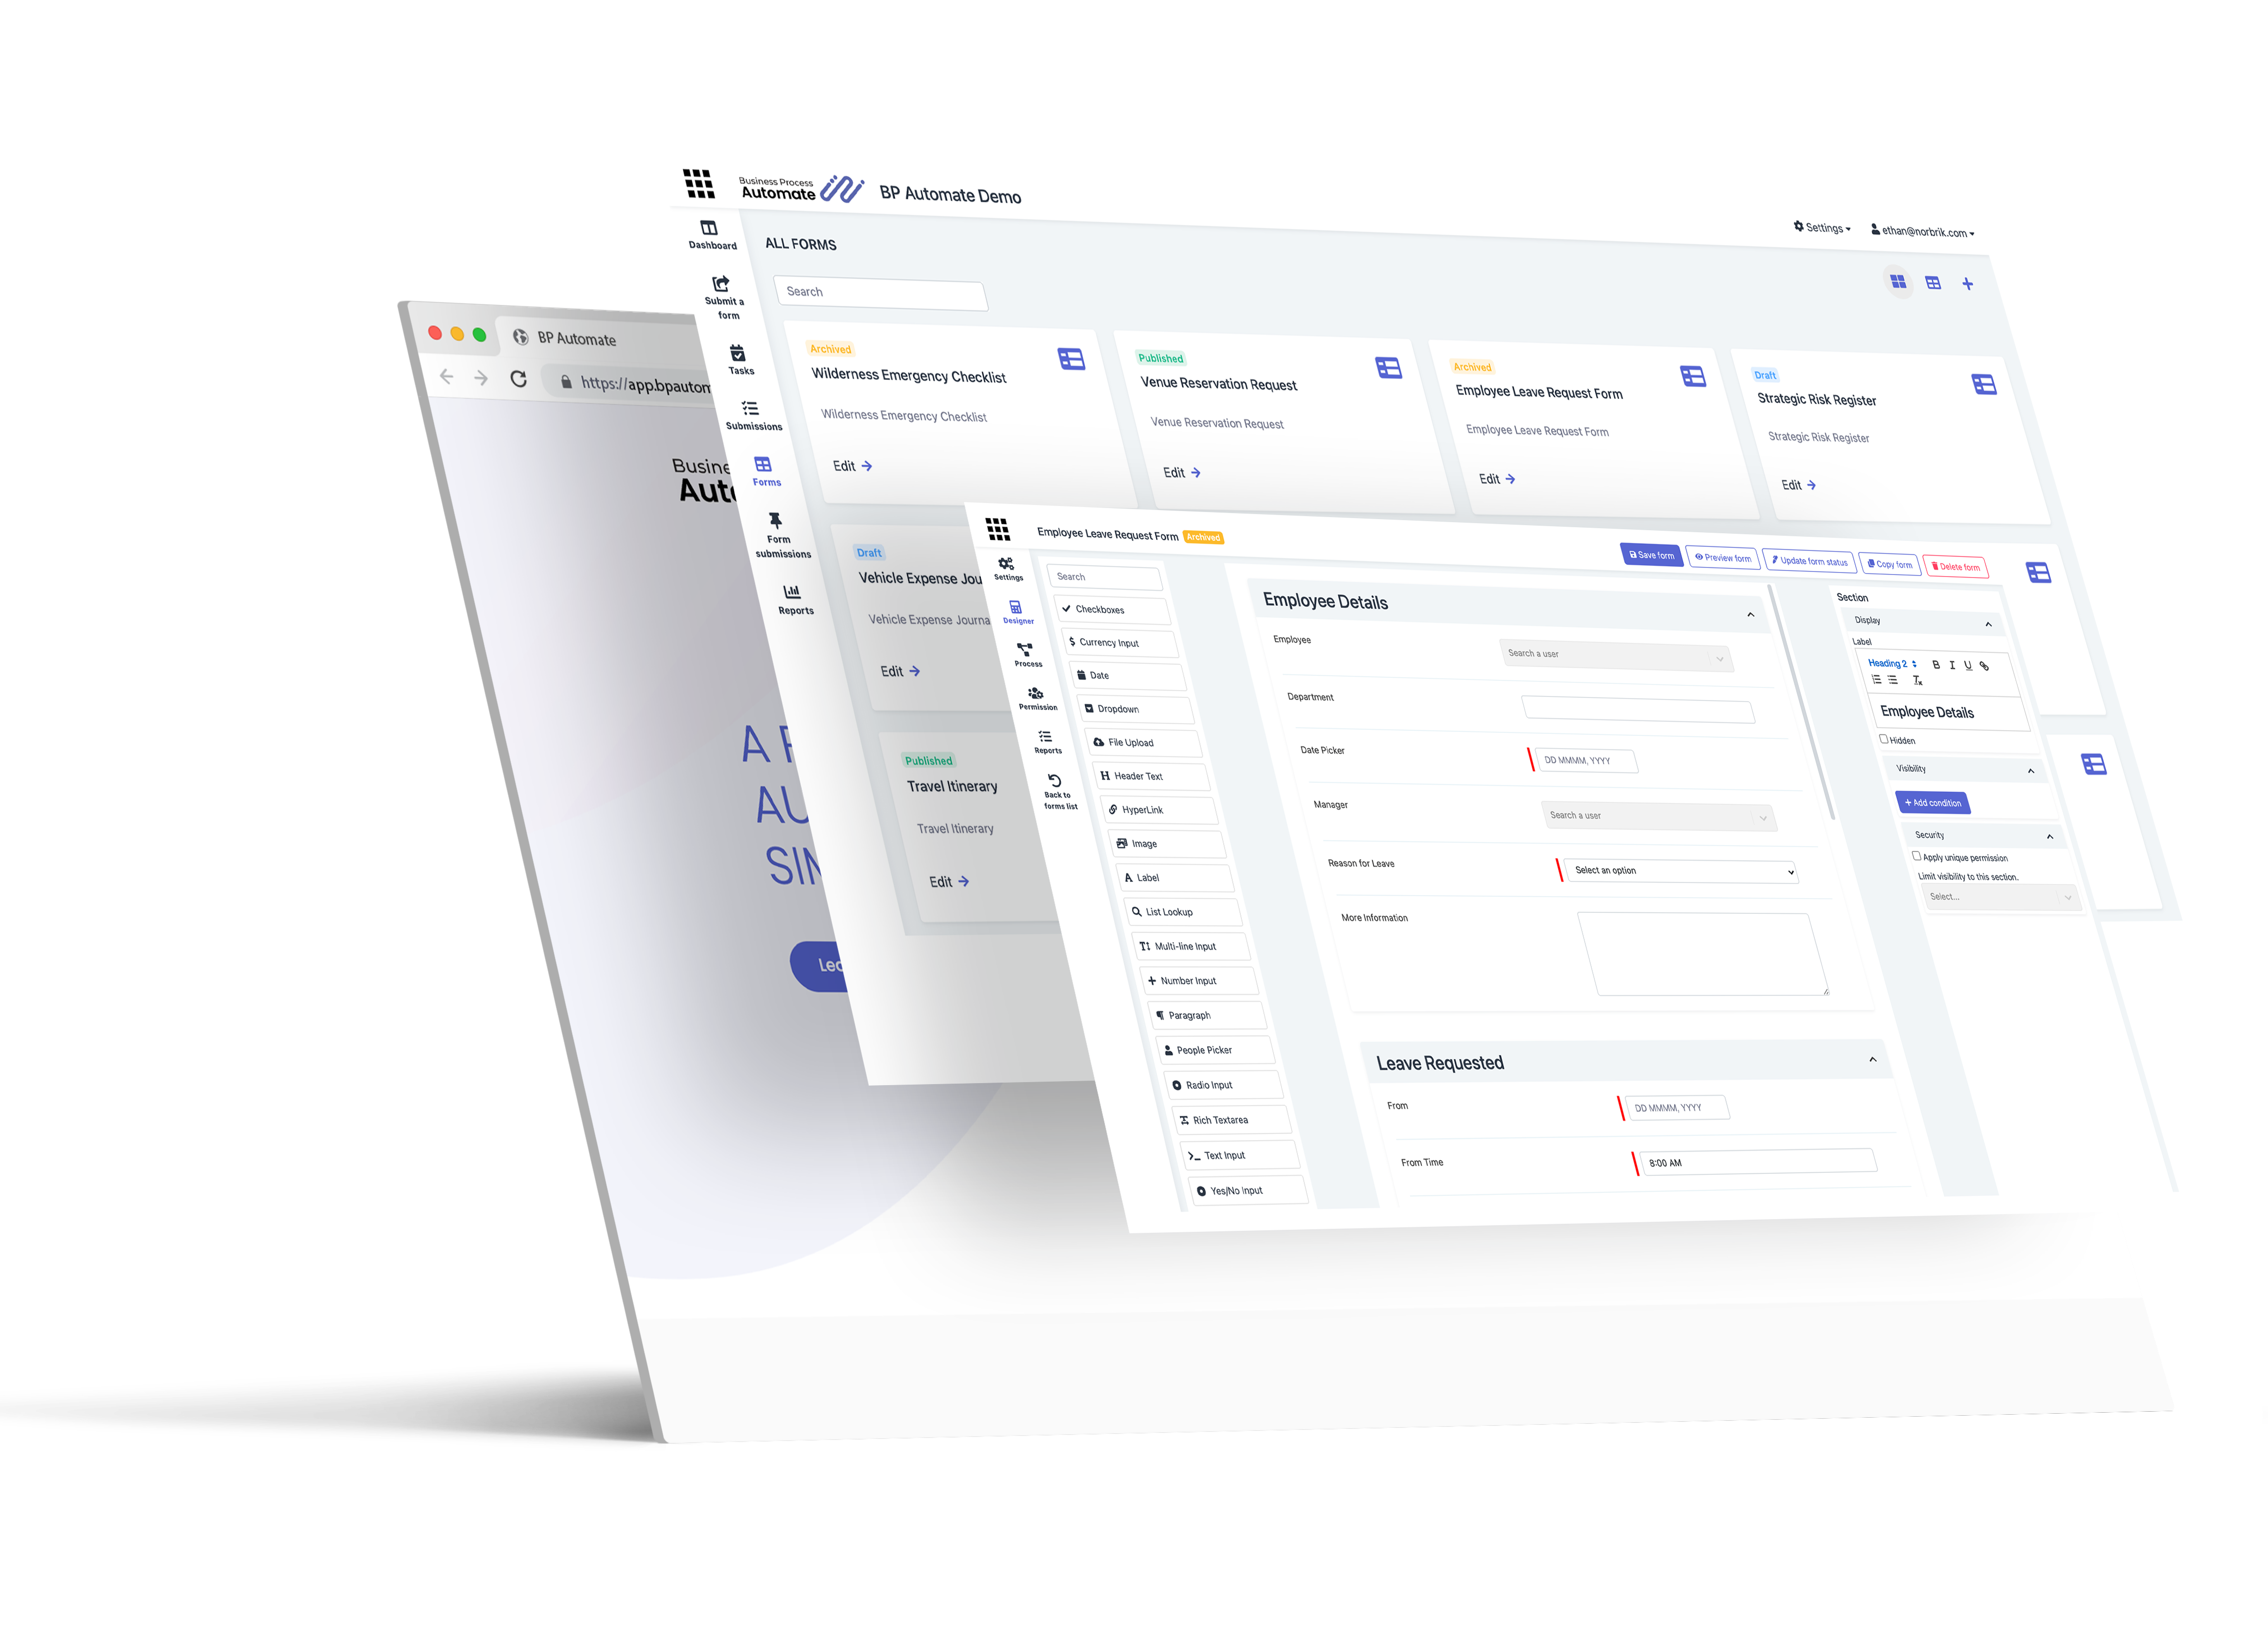 BP Automate
https://app.bpautom
Busine
Auto
A
AU
SIN
Lea
Business Process
Automate
BP Automate Demo
Settings
ethan@norbrik.com
Dashboard
Submit a
form
Tasks
Submissions
Forms
Form
submissions
Reports
ALL FORMS
Search
Archived
Wilderness Emergency Checklist
Wilderness Emergency Checklist
Edit
Published
Venue Reservation Request
Venue Reservation Request
Edit
Archived
Employee Leave Request Form
Employee Leave Request Form
Edit
Draft
Strategic Risk Register
Strategic Risk Register
Edit
Draft
Vehicle Expense Jou
Vehicle Expense Journa
Edit
Published
Travel Itinerary
Travel Itinerary
Edit
Employee Leave Request Form Archived
Save form
Preview form
Update form status
Copy form
Delete form
Settings
Designer
Process
Permission
Reports
Back to
forms list
Search
Checkboxes
Currency Input
Date
Dropdown
File Upload
Header Text
HyperLink
Image
Label
List Lookup
Multi-line Input
Number Input
Paragraph
People Picker
Radio Input
Rich Textarea
Text Input
Yes/No Input
Employee Details
Employee
Search a user
Department
Date Picker
DD MMMM, YYYY
Manager
Search a user
Reason for Leave
Select an option
More Information
Leave Requested
From
DD MMMM, YYYY
From Time
8:00 AM
Section
Display
Label
Heading 2
Employee Details
Hidden
Visibility
+ Add condition
Security
Apply unique permission
Limit visibility to this section.
Select...